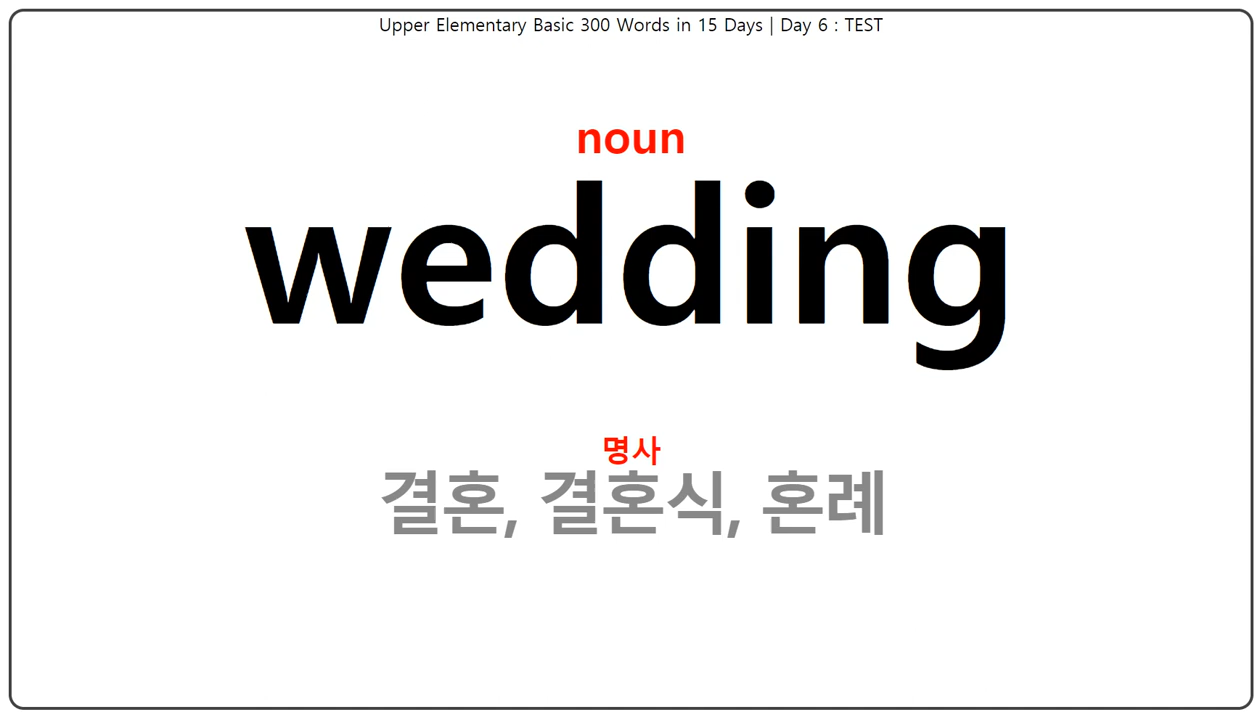 Upper Elementary Basic 300 Words in 15 Days | Day 6 : TEST
noun
wedding
명사
결혼, 결혼식, 혼례